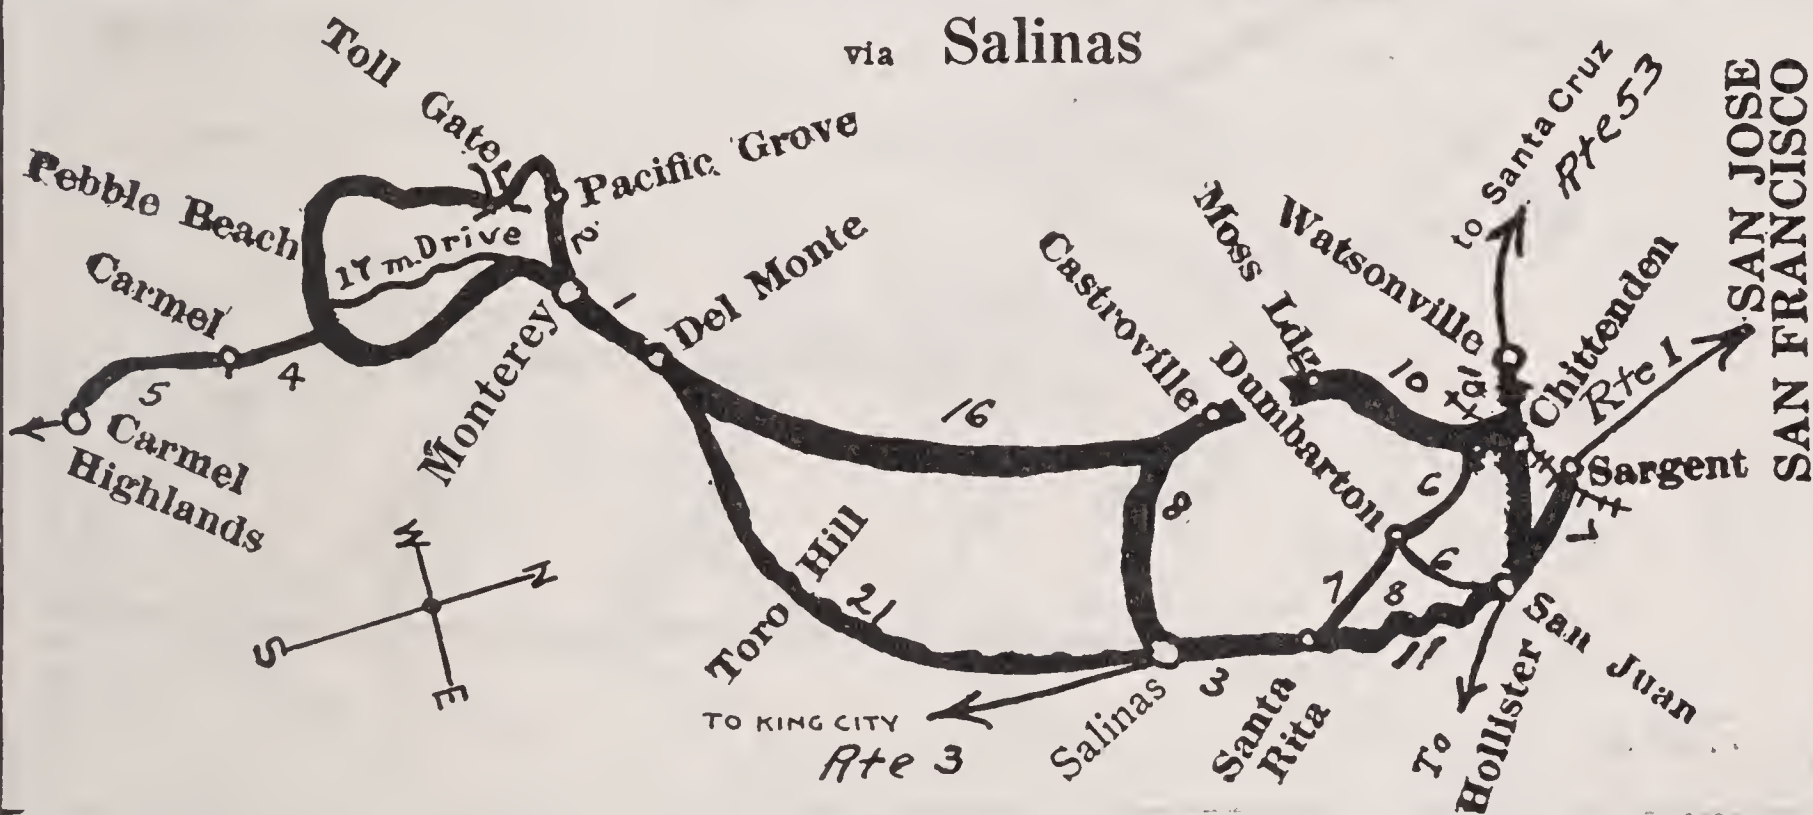 via Salinas
Toll Gate
Pacific Grove
Pebble Beach
17 m. Drive
2
Carmel
4
5
Carmel
Highlands
Monterey
1
Del Monte
16
Castroville
Moss Ldg.
Watsonville
10
to Santa Cruz
Rte 53
Chittenden
Rte 1
SAN JOSE
SAN FRANCISCO
Sargent
7
Dumbarton
6
6
8
7
8
11
San Juan
To
Hollister
Toro Hill
21
Salinas
3
Santa
Rita
TO KING CITY
Rte 3
W
N
S
E